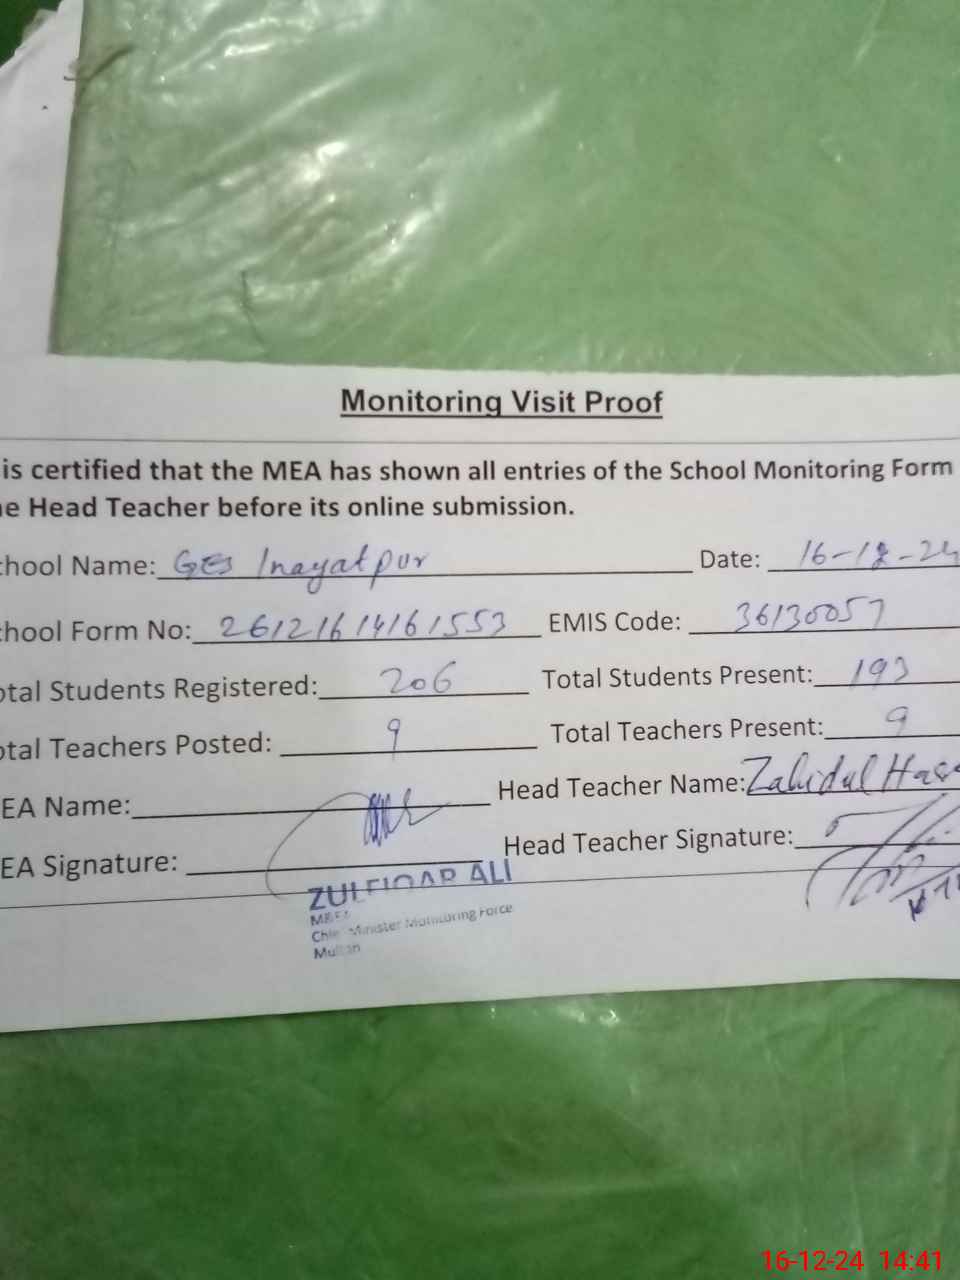 Monitoring Visit Proof
is certified that the MEA has shown all entries of the School Monitoring Form
e Head Teacher before its online submission.
chool Name: GES Inayatpur Date: 16-12-24
chool Form No: 26121614161553 EMIS Code: 36130057
otal Students Registered: 206 Total Students Present: 193
otal Teachers Posted: 9 Total Teachers Present: 9
EA Name: Head Teacher Name: Zahidul Hass
EA Signature: Head Teacher Signature:
ZULFIQAR ALI
Chief Minister Monitoring Force
Multan
16-12-24 14:41